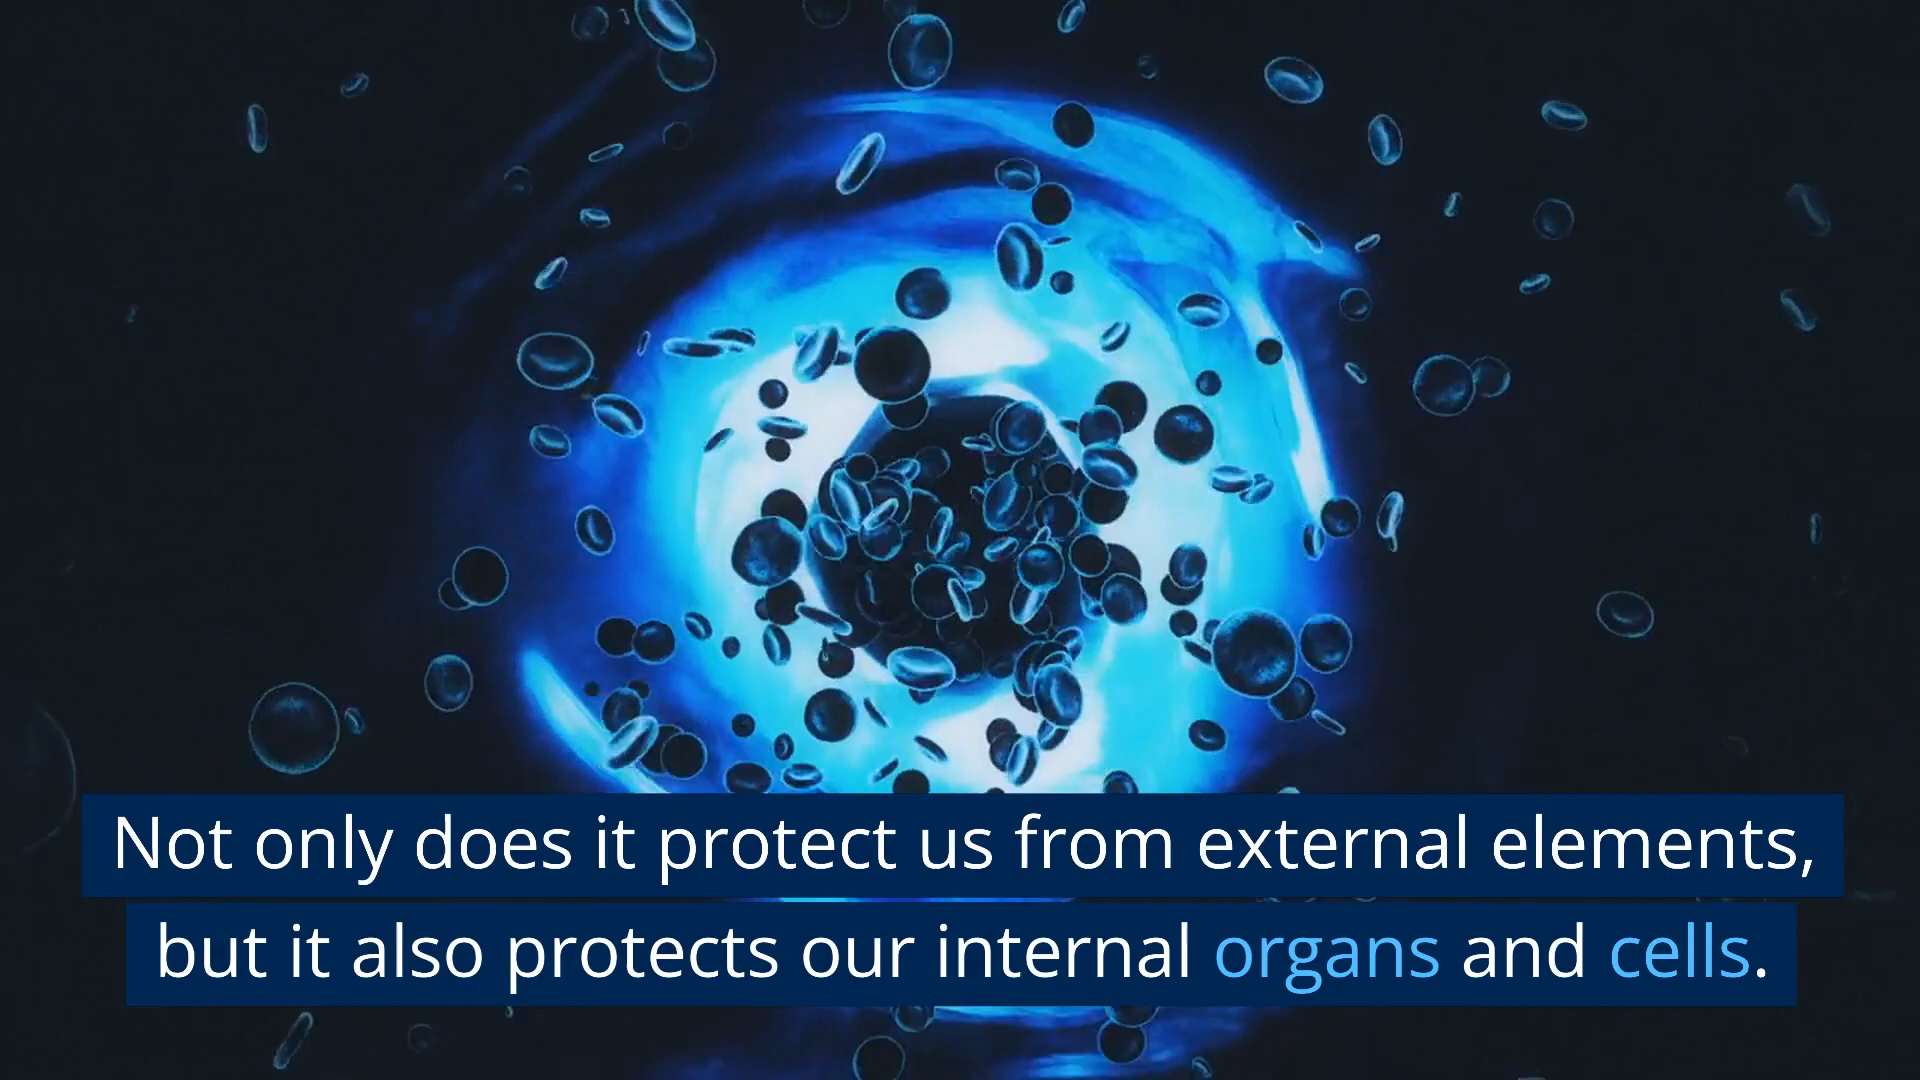 Not only does it protect us from external elements,
but it also protects our internal organs and cells.